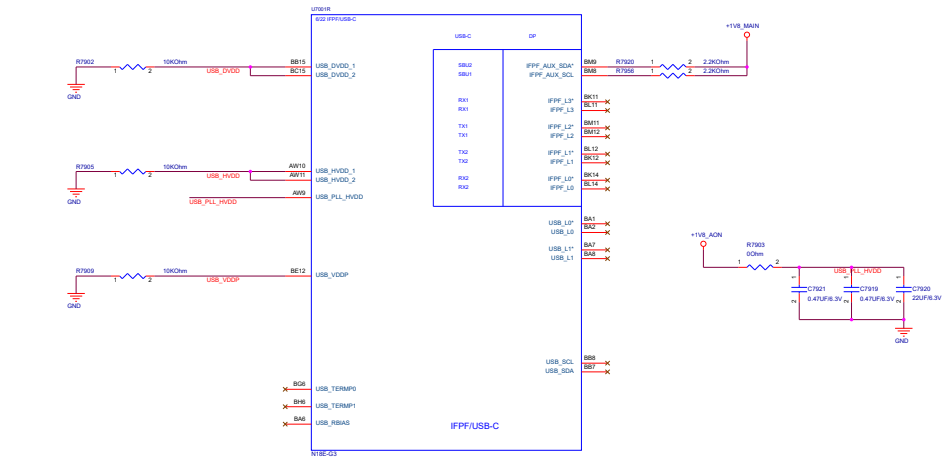 U7001R
6/22 IFPF/USB-C
USB-C DP
+1V8_MAIN
R7902 10KOhm BB15 USB_DVDD_1 SBU2 IFPF_AUX_SDA* BM9 R7920 1 2 2.2KOhm
1 2 USB_DVDD BC15 USB_DVDD_2 SBU1 IFPF_AUX_SCL BM8 R7956 1 2 2.2KOhm
GND
RX1 IFPF_L3* BK11
RX1 IFPF_L3 BL11
TX1 IFPF_L2* BM11
TX1 IFPF_L2 BM12
TX2 IFPF_L1* BL12
TX2 IFPF_L1 BK12
R7905 10KOhm AW10 USB_HVDD_1
1 2 USB_HVDD AW11 USB_HVDD_2
RX2 IFPF_L0* BK14
RX2 IFPF_L0 BL14
GND
USB_PLL_HVDD AW9 USB_PLL_HVDD
USB_L0* BA1
USB_L0 BA2
USB_L1* BA7
USB_L1 BA8
+1V8_AON
R7903
0Ohm
1 2
USB_PLL_HVDD
R7909 10KOhm BE12 USB_VDDP
1 2 USB_VDDP
GND
1 1 1
C7921 C7919 C7920
0.47UF/6.3V 0.47UF/6.3V 22UF/6.3V
2 2 2
GND
USB_SCL BB8
USB_SDA BB7
BG6 USB_TERMP0
BH6 USB_TERMP1
BA6 USB_RBIAS
IFPF/USB-C
N18E-G3